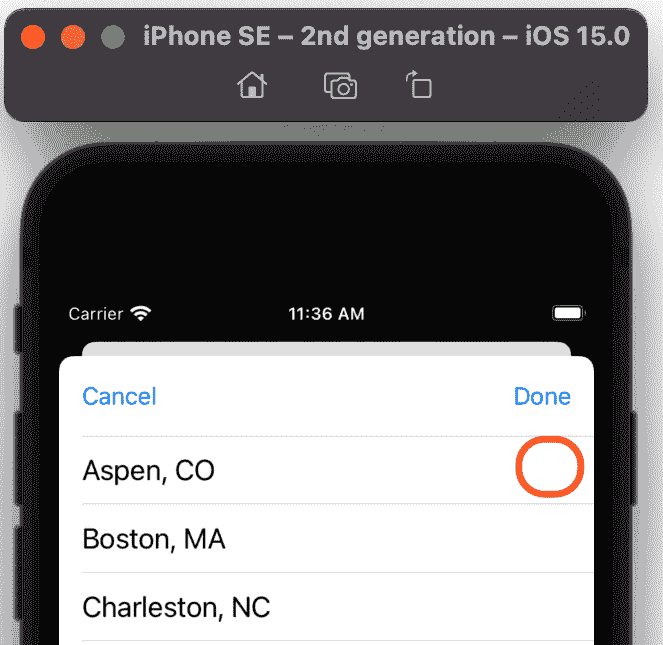 iPhone SE – 2nd generation – iOS 15.0
Carrier 11:36 AM
Cancel Done
Aspen, CO
Boston, MA
Charleston, NC